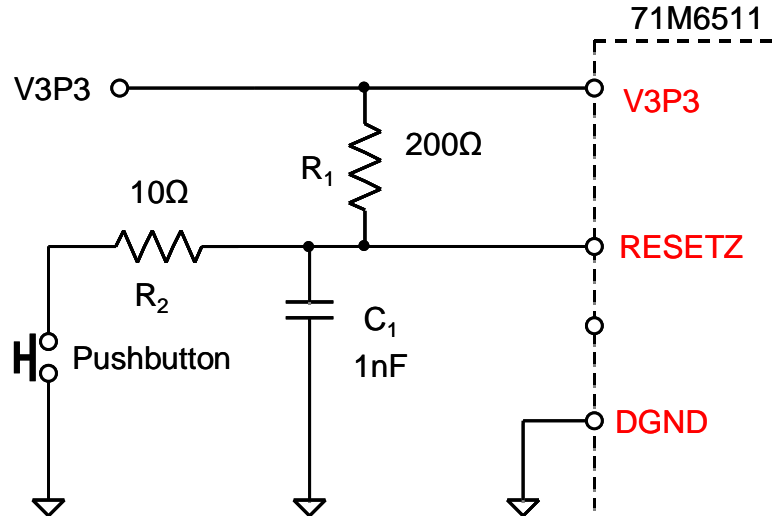 71M6511
V3P3
V3P3
200Ω
R₁
10Ω
RESETZ
R₂
C₁
Pushbutton
1nF
DGND